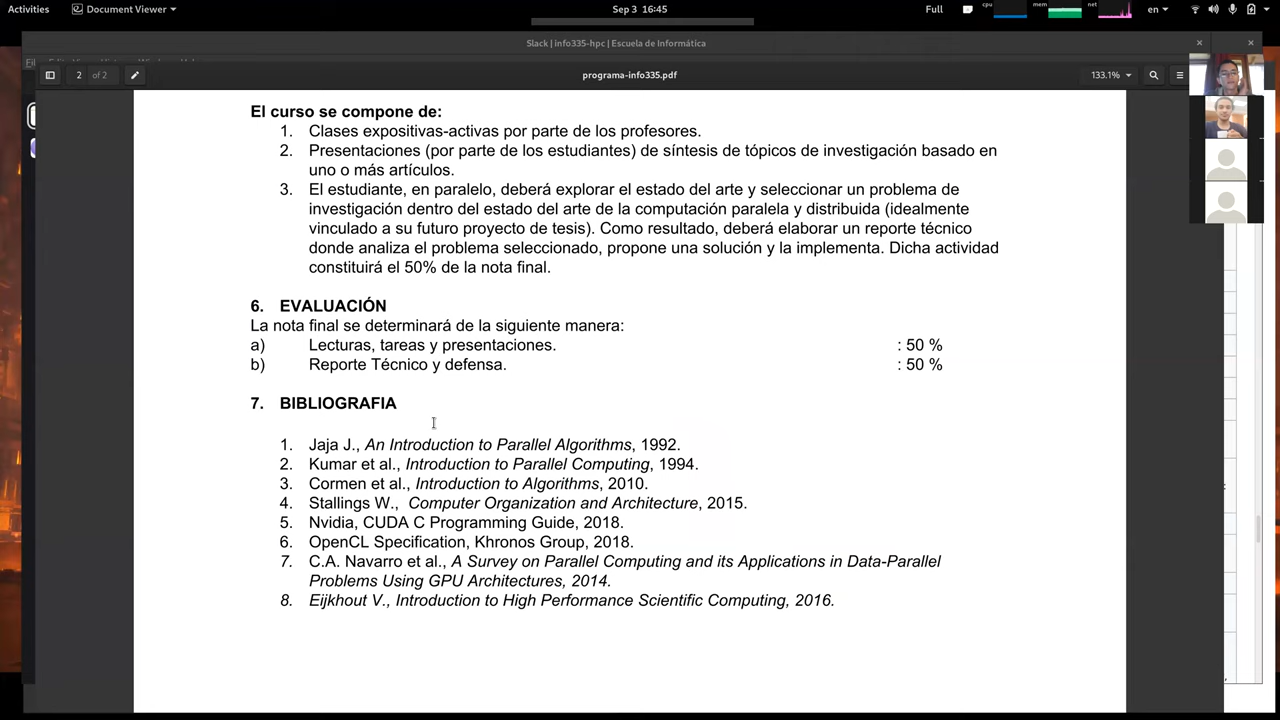 Activities
Document Viewer
Sep 3 16:45
Full
cpu
mem
net
en
Slack | info335-hpc | Escuela de Informática
2 of 2
programa-info335.pdf
133.1%
El curso se compone de:
1. Clases expositivas-activas por parte de los profesores.
2. Presentaciones (por parte de los estudiantes) de síntesis de tópicos de investigación basado en
uno o más artículos.
3. El estudiante, en paralelo, deberá explorar el estado del arte y seleccionar un problema de
investigación dentro del estado del arte de la computación paralela y distribuida (idealmente
vinculado a su futuro proyecto de tesis). Como resultado, deberá elaborar un reporte técnico
donde analiza el problema seleccionado, propone una solución y la implementa. Dicha actividad
constituirá el 50% de la nota final.
6. EVALUACIÓN
La nota final se determinará de la siguiente manera:
a) Lecturas, tareas y presentaciones. : 50 %
b) Reporte Técnico y defensa. : 50 %
7. BIBLIOGRAFIA
1. Jaja J., An Introduction to Parallel Algorithms, 1992.
2. Kumar et al., Introduction to Parallel Computing, 1994.
3. Cormen et al., Introduction to Algorithms, 2010.
4. Stallings W., Computer Organization and Architecture, 2015.
5. Nvidia, CUDA C Programming Guide, 2018.
6. OpenCL Specification, Khronos Group, 2018.
7. C.A. Navarro et al., A Survey on Parallel Computing and its Applications in Data-Parallel
Problems Using GPU Architectures, 2014.
8. Eijkhout V., Introduction to High Performance Scientific Computing, 2016.